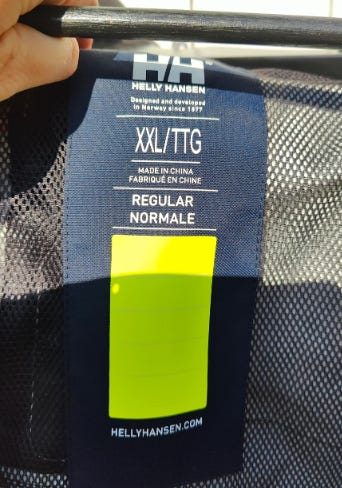 HH
HELLY HANSEN
Designed and developed
in Norway since 1877
XXL/TTG
MADE IN CHINA
FABRIQUÉ EN CHINE
REGULAR
NORMALE
HELLYHANSEN.COM